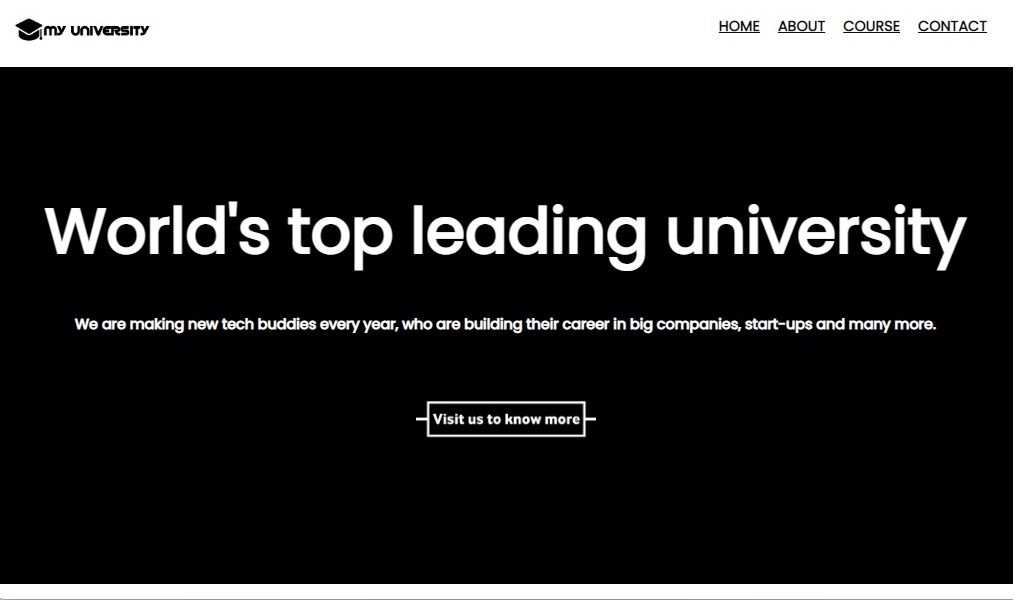 MY UNIVERSITY
HOME ABOUT COURSE CONTACT
World's top leading university
We are making new tech buddies every year, who are building their career in big companies, start-ups and many more.
Visit us to know more